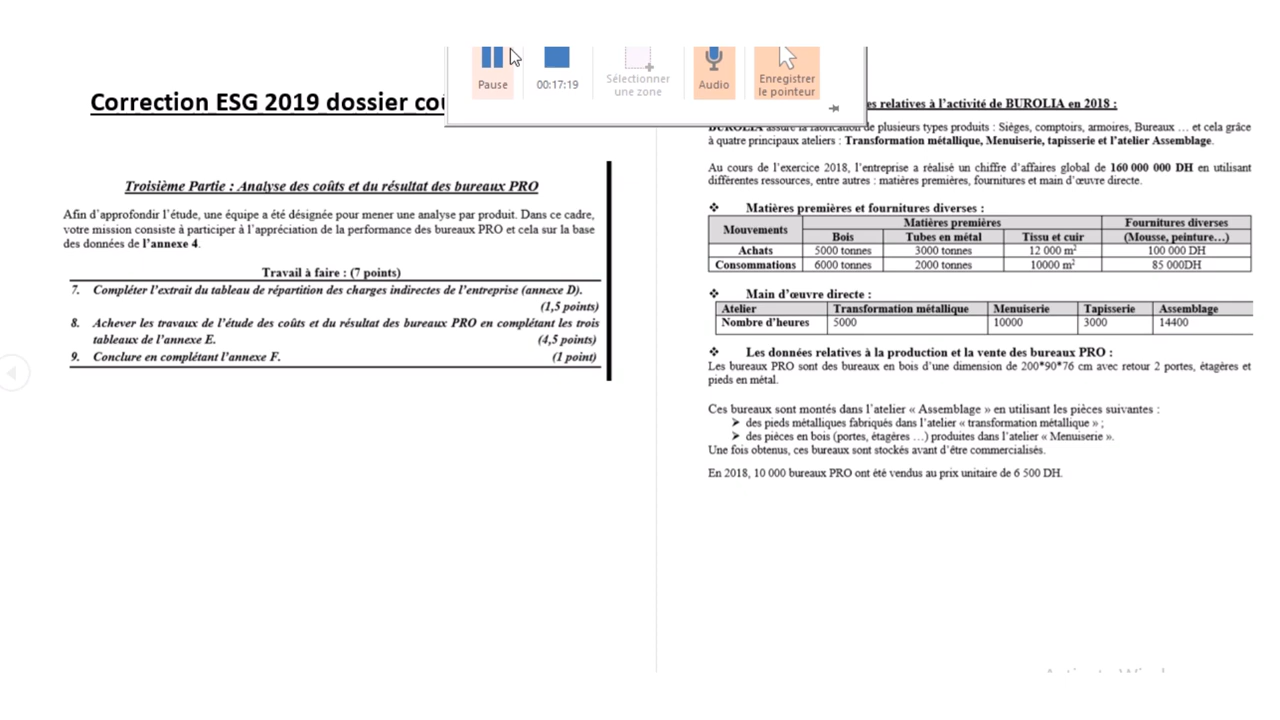 Pause
00:17:19
Sélectionner
une zone
Audio
Enregistrer
le pointeur
Correction ESG 2019 dossier
Troisième Partie : Analyse des coûts et du résultat des bureaux PRO
Afin d'approfondir l'étude, une équipe a été désignée pour mener une analyse par produit. Dans ce cadre,
votre mission consiste à participer à l'appréciation de la performance des bureaux PRO et cela sur la base
des données de l'annexe 4.
Travail à faire : (7 points)
7. Compléter l'extrait du tableau de répartition des charges indirectes de l'entreprise (annexe D).
(1,5 points)
8. Achever les travaux de l'étude des coûts et du résultat des bureaux PRO en complétant les trois
tableaux de l'annexe E. (4,5 points)
9. Conclure en complétant l'annexe F. (1 point)
relatives à l'activité de BUROLIA en 2018 :
BUROLIA assure la fabrication de plusieurs types produits : Sièges, comptoirs, armoires, Bureaux … et cela grâce
à quatre principaux ateliers : Transformation métallique, Menuiserie, tapisserie et l'atelier Assemblage.
Au cours de l'exercice 2018, l'entreprise a réalisé un chiffre d'affaires global de 160 000 000 DH en utilisant
différentes ressources, entre autres : matières premières, fournitures et main d'œuvre directe.
❖ Matières premières et fournitures diverses :
Mouvements Matières premières Fournitures diverses
Bois Tubes en métal Tissu et cuir (Mousse, peinture…)
Achats 5000 tonnes 3000 tonnes 12 000 m² 100 000 DH
Consommations 6000 tonnes 2000 tonnes 10000 m² 85 000DH
❖ Main d'œuvre directe :
Atelier Transformation métallique Menuiserie Tapisserie Assemblage
Nombre d'heures 5000 10000 3000 14400
❖ Les données relatives à la production et la vente des bureaux PRO :
Les bureaux PRO sont des bureaux en bois d'une dimension de 200*90*76 cm avec retour 2 portes, étagères et
pieds en métal.
Ces bureaux sont montés dans l'atelier « Assemblage » en utilisant les pièces suivantes :
➢ des pieds métalliques fabriqués dans l'atelier « transformation métallique » ;
➢ des pièces en bois (portes, étagères …) produites dans l'atelier « Menuiserie ».
Une fois obtenus, ces bureaux sont stockés avant d'être commercialisés.
En 2018, 10 000 bureaux PRO ont été vendus au prix unitaire de 6 500 DH.